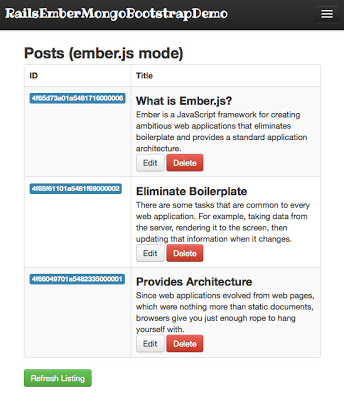 RailsEmberMongoBootstrapDemo
Posts (ember.js mode)
ID Title
4f65d73a01a5481716000006
What is Ember.js?
Ember is a JavaScript framework for creating
ambitious web applications that eliminates
boilerplate and provides a standard application
architecture.
Edit Delete
4f65f61101a5481f69000002
Eliminate Boilerplate
There are some tasks that are common to every
web application. For example, taking data from
the server, rendering it to the screen, then
updating that information when it changes.
Edit Delete
4f66049701a5482335000001
Provides Architecture
Since web applications evolved from web pages,
which were nothing more than static documents,
browsers give you just enough rope to hang
yourself with.
Edit Delete
Refresh Listing